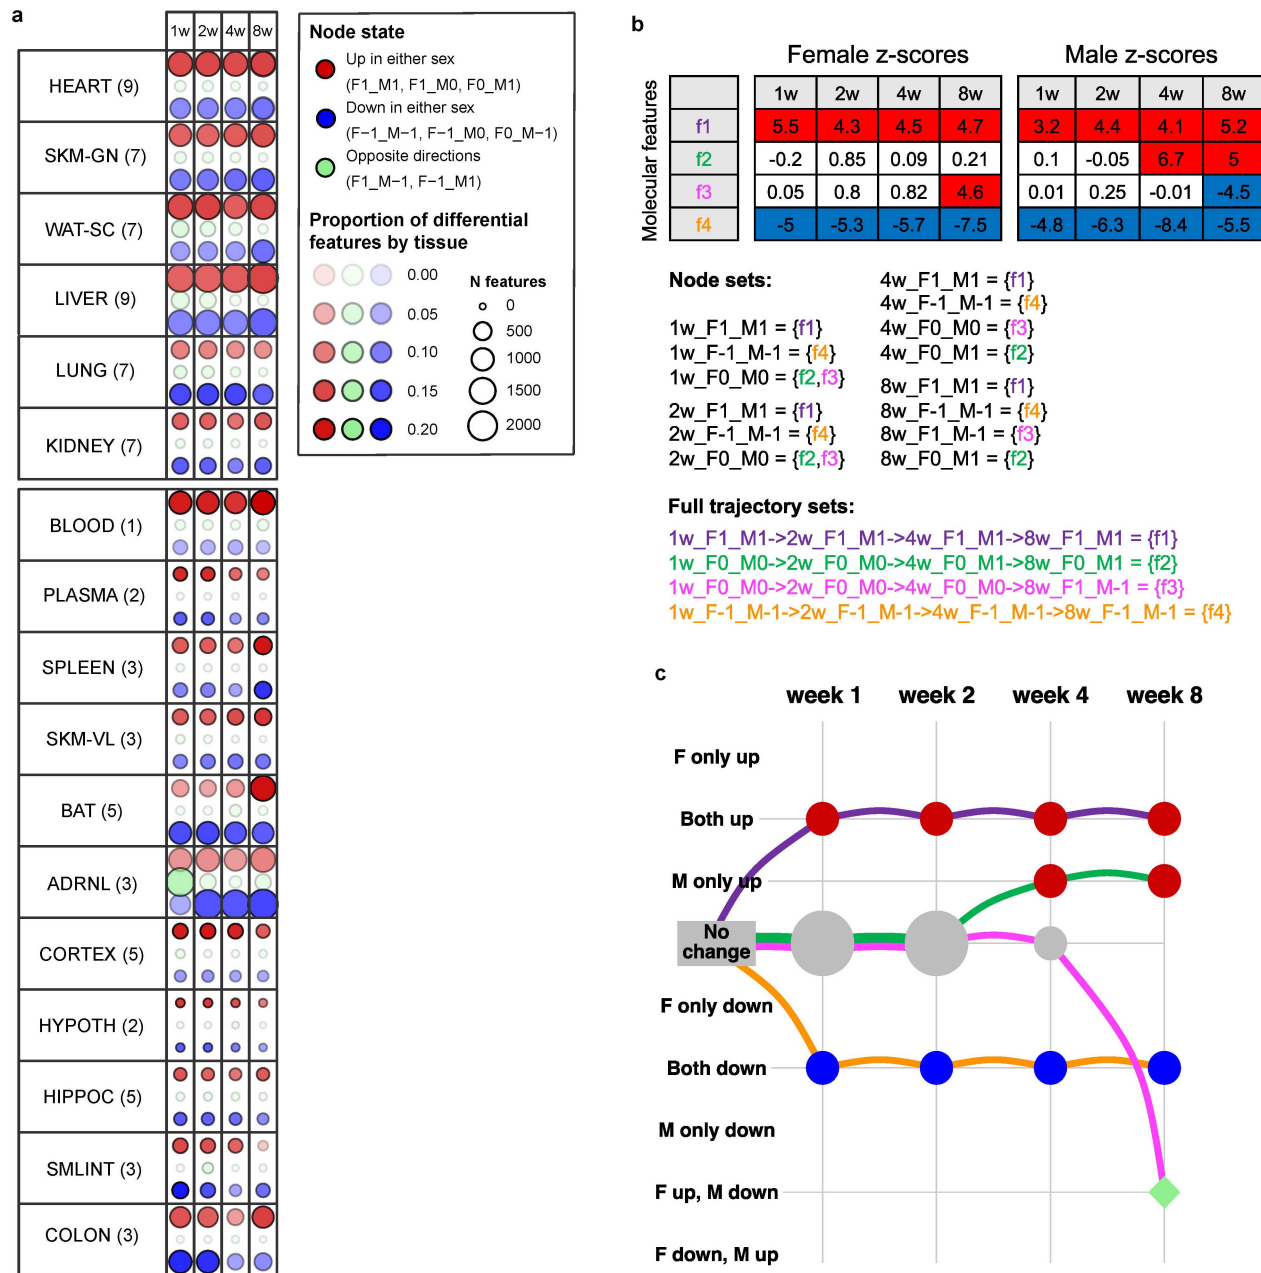 a
1w 2w 4w 8w
HEART (9)
SKM-GN (7)
WAT-SC (7)
LIVER (9)
LUNG (7)
KIDNEY (7)
BLOOD (1)
PLASMA (2)
SPLEEN (3)
SKM-VL (3)
BAT (5)
ADRNL (3)
CORTEX (5)
HYPOTH (2)
HIPPOC (5)
SMLINT (3)
COLON (3)
Node state
Up in either sex
(F1_M1, F1_M0, F0_M1)
Down in either sex
(F−1_M−1, F−1_M0, F0_M−1)
Opposite directions
(F1_M−1, F−1_M1)
Proportion of differential
features by tissue
0.00
0.05
0.10
0.15
0.20
N features
0
500
1000
1500
2000
b
Female z-scores Male z-scores
Molecular features
1w 2w 4w 8w 1w 2w 4w 8w
f1 5.5 4.3 4.5 4.7 3.2 4.4 4.1 5.2
f2 -0.2 0.85 0.09 0.21 0.1 -0.05 6.7 5
f3 0.05 0.8 0.82 4.6 0.01 0.25 -0.01 -4.5
f4 -5 -5.3 -5.7 -7.5 -4.8 -6.3 -8.4 -5.5
Node sets:
1w_F1_M1 = {f1}
1w_F-1_M-1 = {f4}
1w_F0_M0 = {f2,f3}
2w_F1_M1 = {f1}
2w_F-1_M-1 = {f4}
2w_F0_M0 = {f2,f3}
4w_F1_M1 = {f1}
4w_F-1_M-1 = {f4}
4w_F0_M0 = {f3}
4w_F0_M1 = {f2}
8w_F1_M1 = {f1}
8w_F-1_M-1 = {f4}
8w_F1_M-1 = {f3}
8w_F0_M1 = {f2}
Full trajectory sets:
1w_F1_M1->2w_F1_M1->4w_F1_M1->8w_F1_M1 = {f1}
1w_F0_M0->2w_F0_M0->4w_F0_M1->8w_F0_M1 = {f2}
1w_F0_M0->2w_F0_M0->4w_F0_M0->8w_F1_M-1 = {f3}
1w_F-1_M-1->2w_F-1_M-1->4w_F-1_M-1->8w_F-1_M-1 = {f4}
c
week 1 week 2 week 4 week 8
F only up
Both up
M only up
No
change
F only down
Both down
M only down
F up, M down
F down, M up